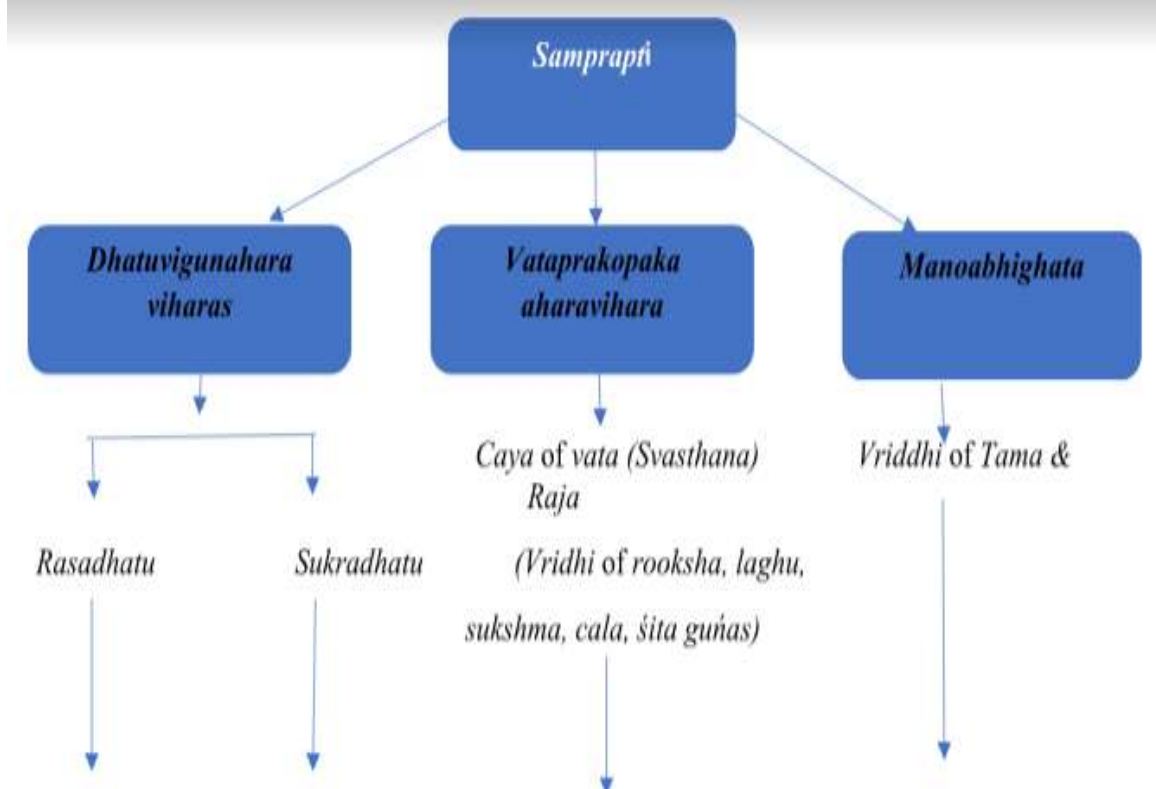 Samprapti
Dhatuvigunahara
viharas
Vataprakopaka
aharavihara
Manoabhighata
Caya of vata (Svasthana)
Raja
Vriddhi of Tama &
Rasadhatu
Sukradhatu
(Vridhi of rooksha, laghu,
sukshma, cala, śita guńas)